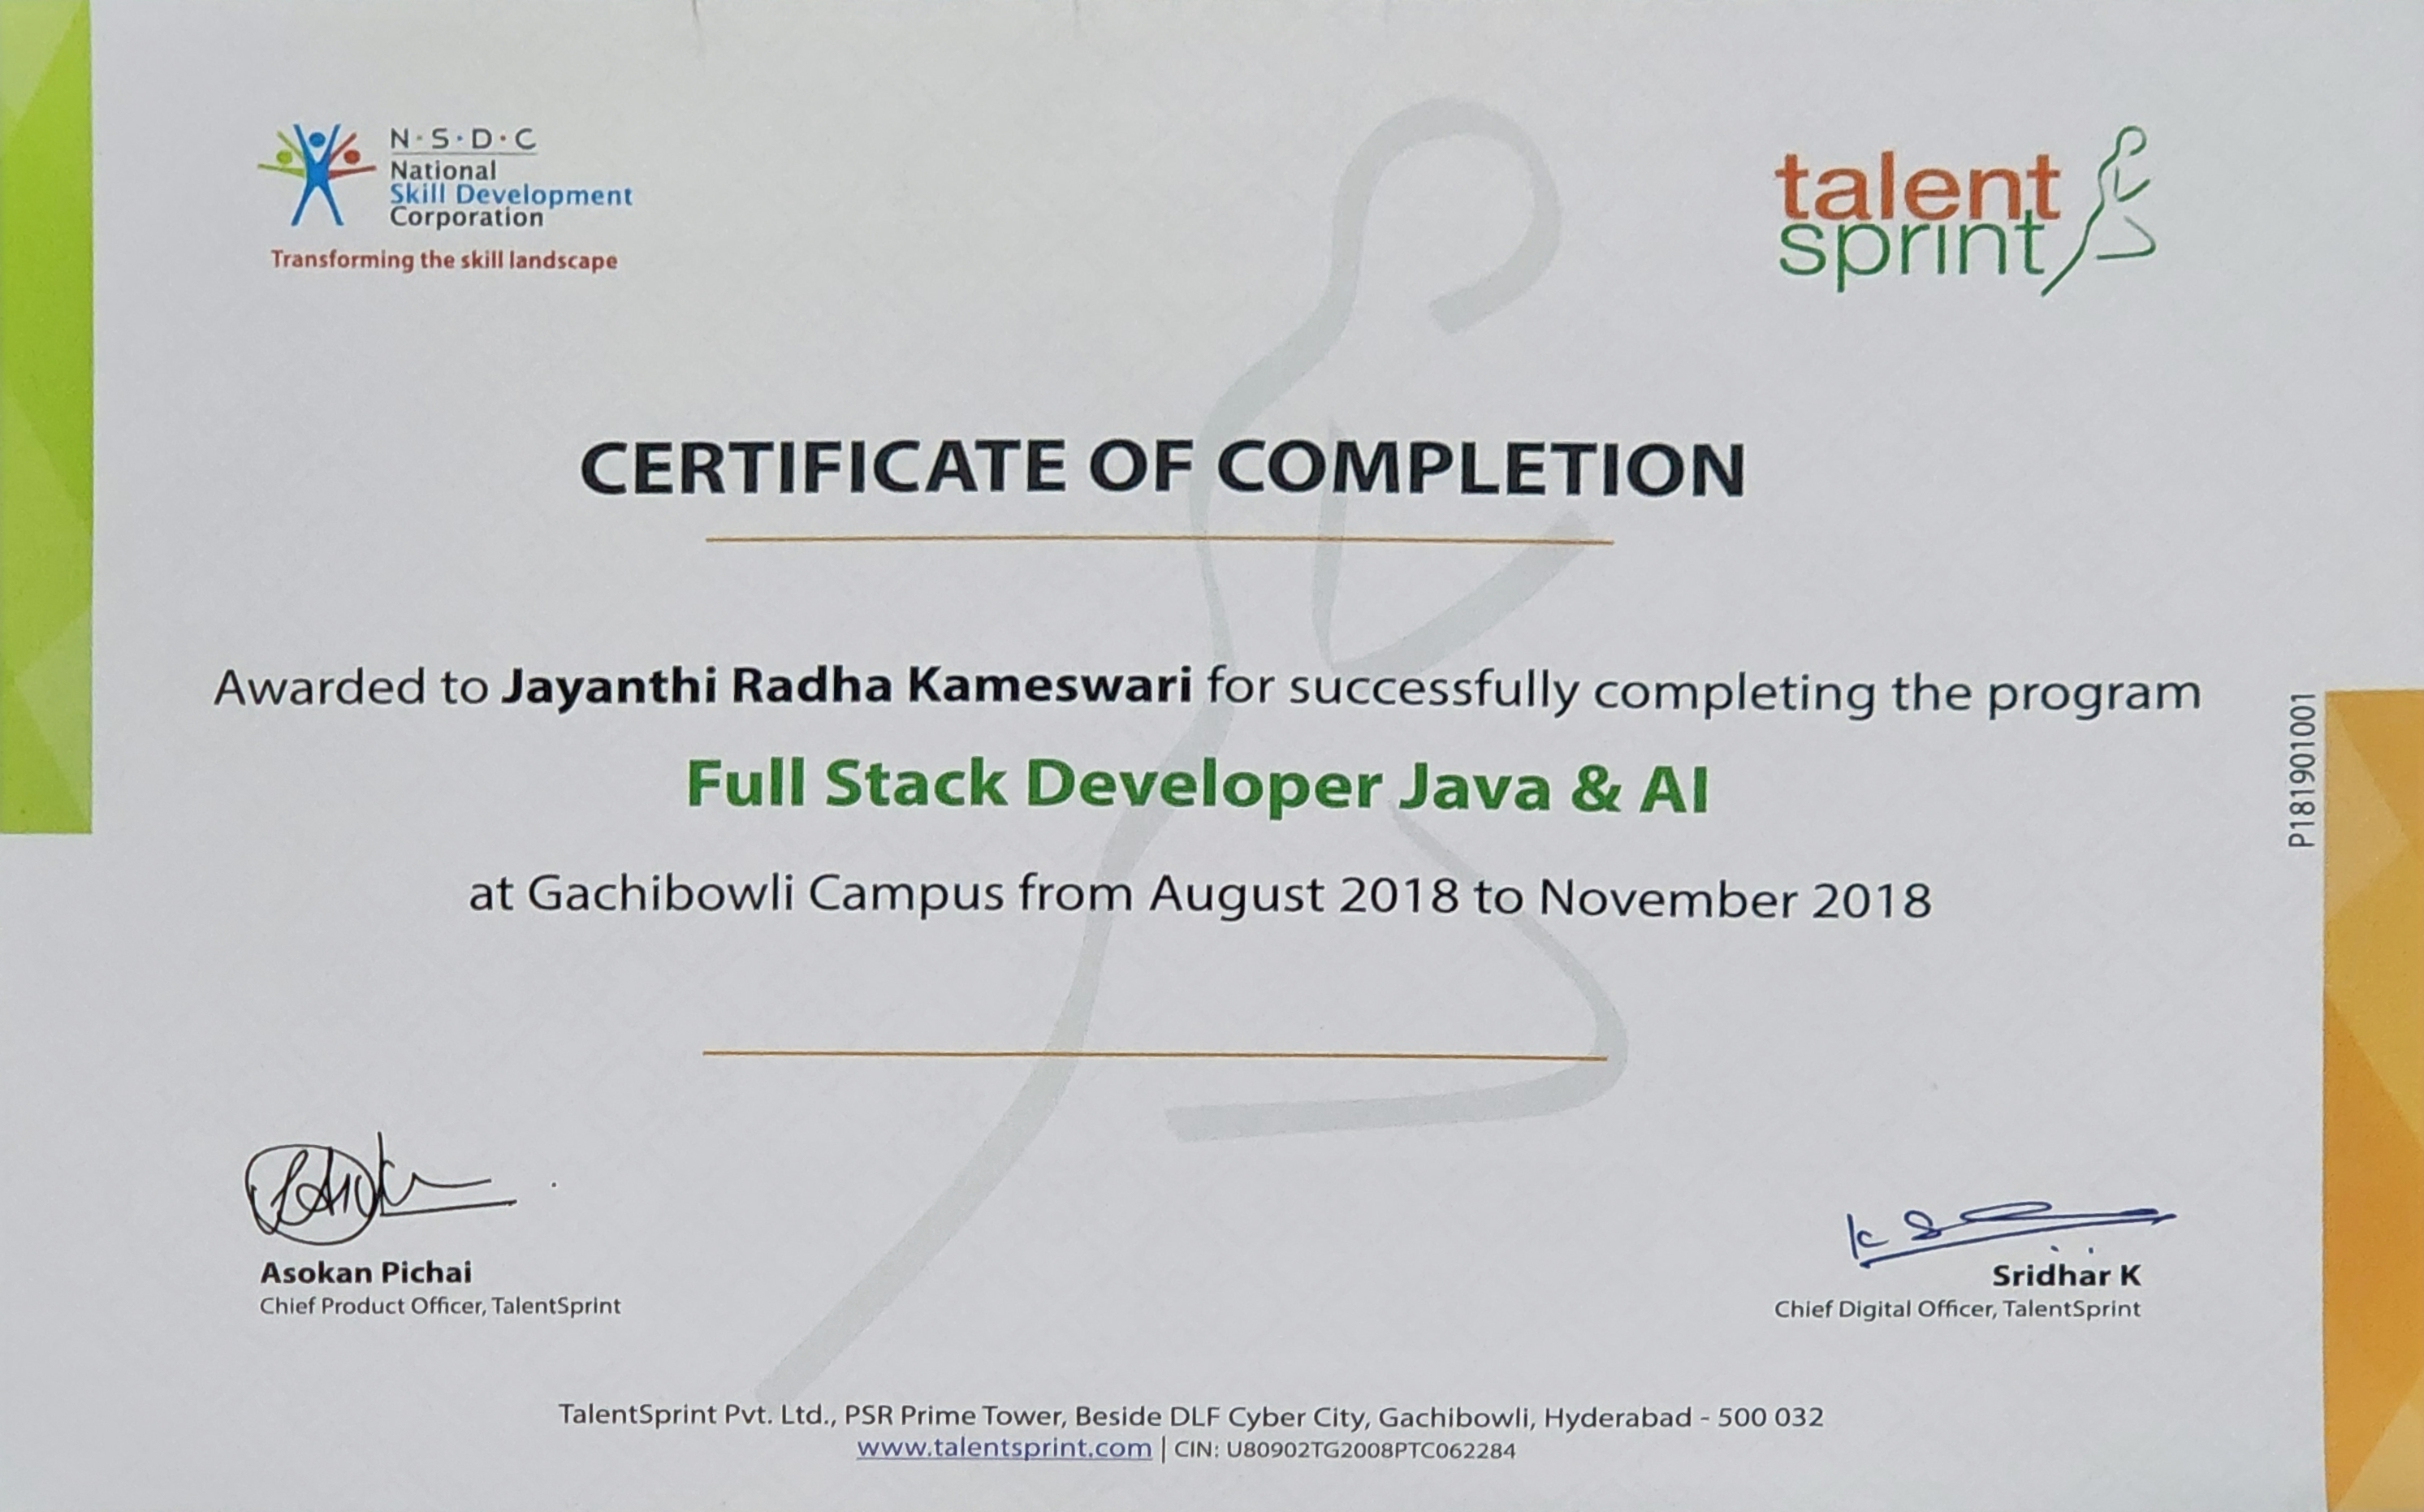 N·S·D·C
National
Skill Development
Corporation
Transforming the skill landscape
talent
sprint
CERTIFICATE OF COMPLETION
Awarded to Jayanthi Radha Kameswari for successfully completing the program
Full Stack Developer Java & AI
at Gachibowli Campus from August 2018 to November 2018
P181901001
Asokan Pichai
Chief Product Officer, TalentSprint
Sridhar K
Chief Digital Officer, TalentSprint
TalentSprint Pvt. Ltd., PSR Prime Tower, Beside DLF Cyber City, Gachibowli, Hyderabad - 500 032
www.talentsprint.com | CIN: U80902TG2008PTC062284